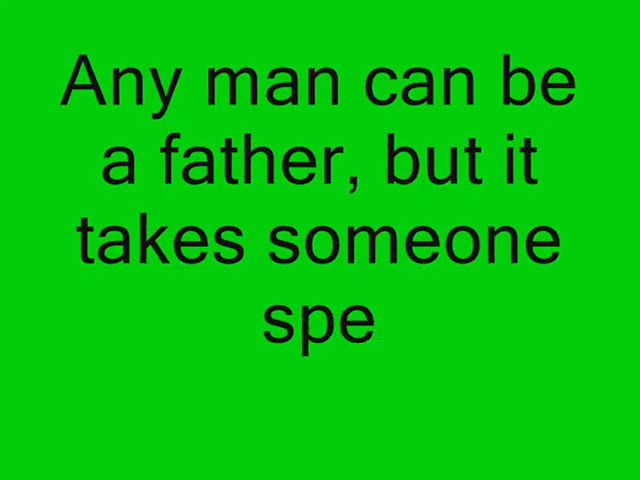 Any man can be
a father, but it
takes someone
spe